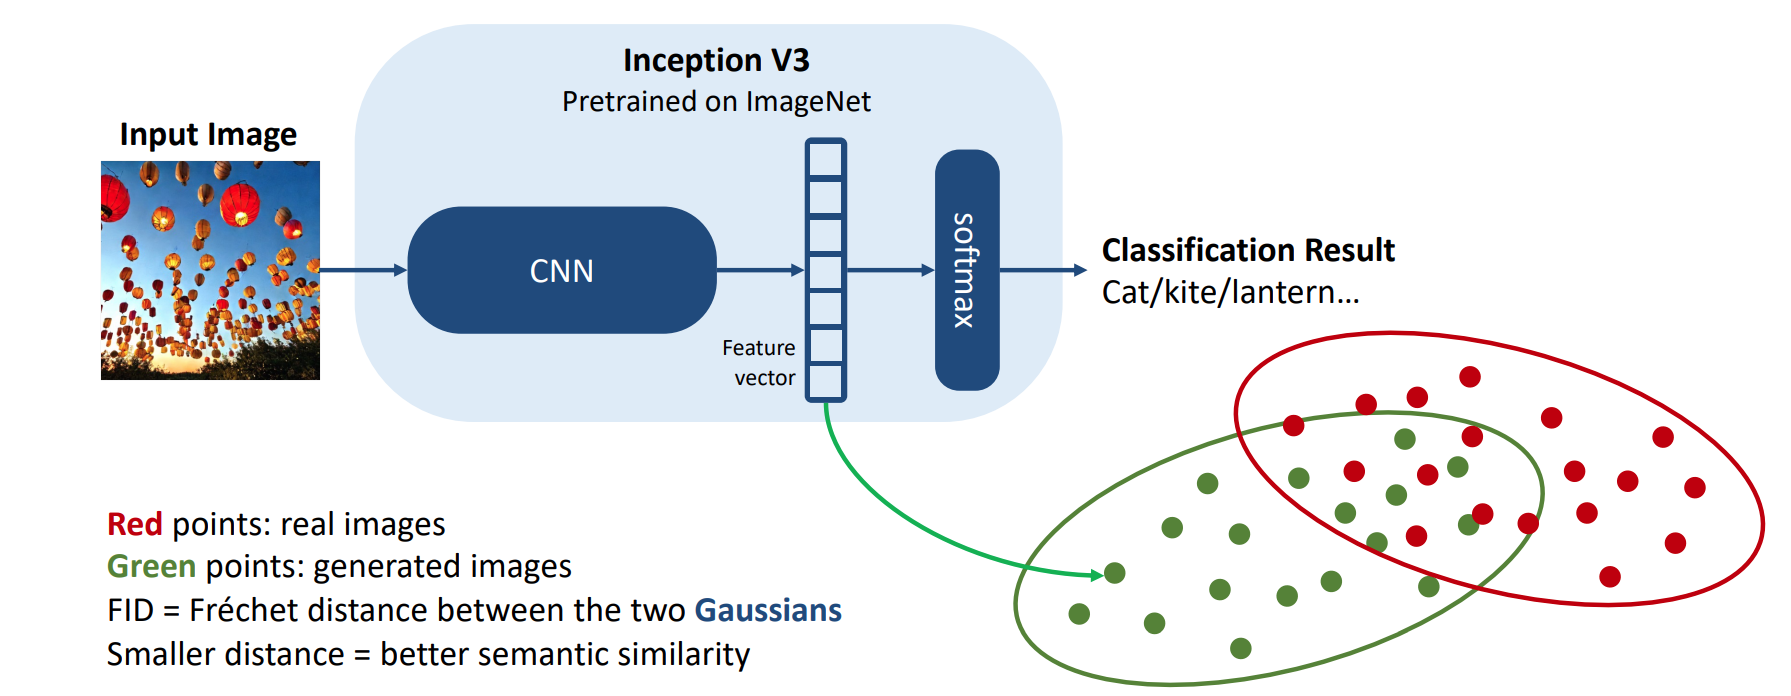 Inception V3
Pretrained on ImageNet
Input Image
CNN
Feature
vector
softmax
Classification Result
Cat/kite/lantern...
Red points: real images
Green points: generated images
FID = Fréchet distance between the two Gaussians
Smaller distance = better semantic similarity